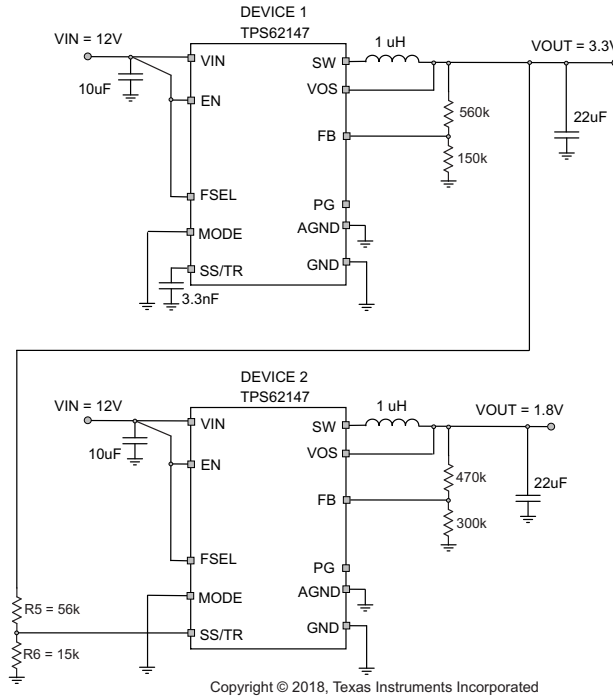 DEVICE 1
TPS62147
VIN = 12V
10uF
VIN
EN
FSEL
MODE
SS/TR
3.3nF
SW
VOS
FB
PG
AGND
GND
1 uH
VOUT = 3.3V
560k
150k
22uF
DEVICE 2
TPS62147
VIN = 12V
10uF
VIN
EN
FSEL
MODE
SS/TR
SW
VOS
FB
PG
AGND
GND
1 uH
VOUT = 1.8V
470k
300k
22uF
R5 = 56k
R6 = 15k
Copyright © 2018, Texas Instruments Incorporated